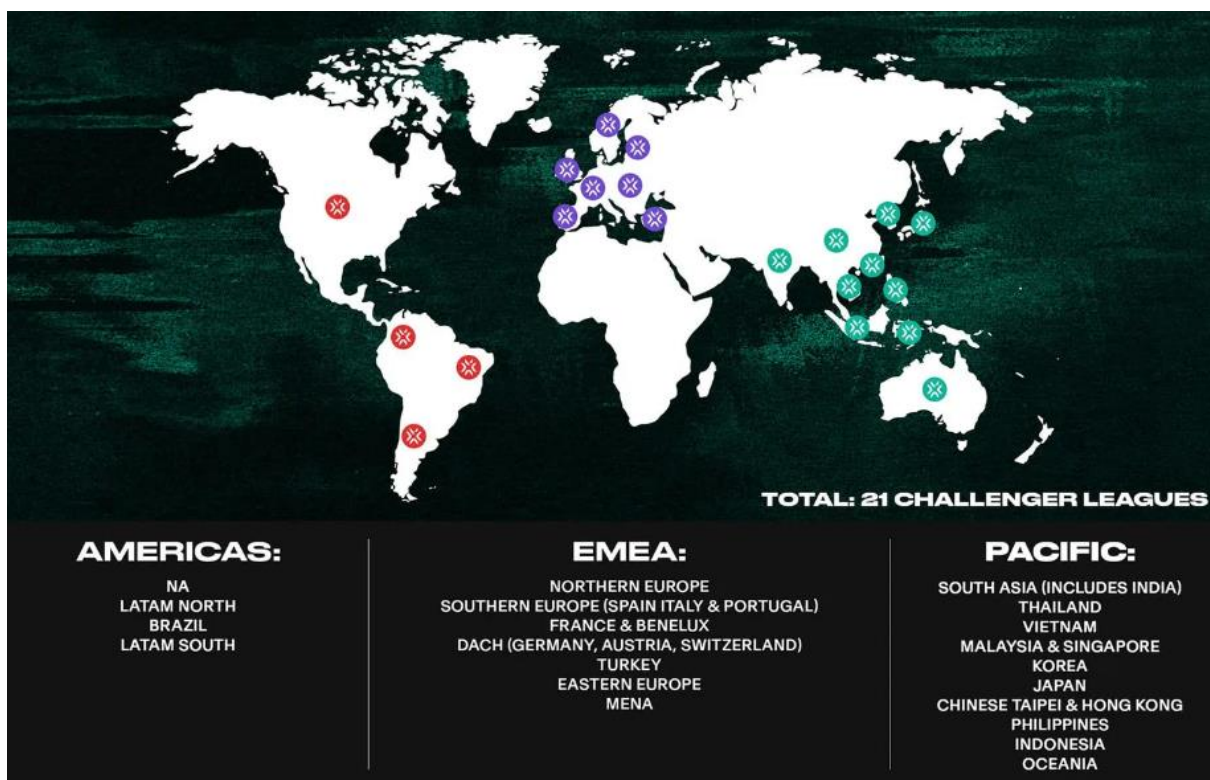 TOTAL: 21 CHALLENGER LEAGUES
AMERICAS:
NA
LATAM NORTH
BRAZIL
LATAM SOUTH
EMEA:
NORTHERN EUROPE
SOUTHERN EUROPE (SPAIN ITALY & PORTUGAL)
FRANCE & BENELUX
DACH (GERMANY, AUSTRIA, SWITZERLAND)
TURKEY
EASTERN EUROPE
MENA
PACIFIC:
SOUTH ASIA (INCLUDES INDIA)
THAILAND
VIETNAM
MALAYSIA & SINGAPORE
KOREA
JAPAN
CHINESE TAIPEI & HONG KONG
PHILIPPINES
INDONESIA
OCEANIA